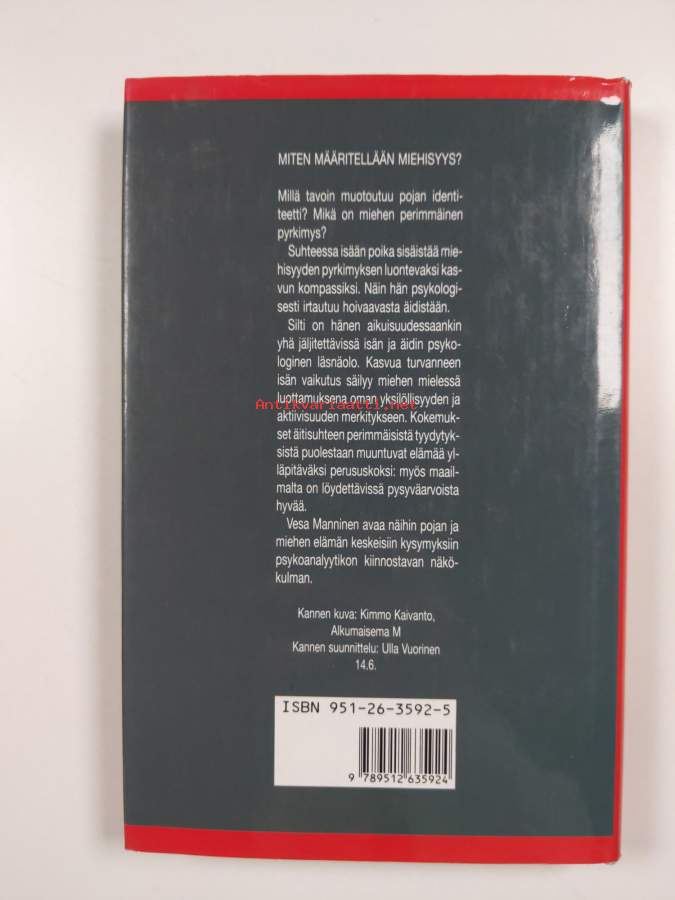 MITEN MÄÄRITELLÄÄN MIEHISYYS?
Millä tavoin muotoutuu pojan identi-
teetti? Mikä on miehen perimmäinen
pyrkimys?
Suhteessa isään poika sisäistää mie-
hisyyden pyrkimyksen luontevaksi kas-
vun kompassiksi. Näin hän psykologi-
sesti irtautuu hoivaavasta äidistään.
Silti on hänen aikuisuudessaankin
yhä jäljitettävissä isän ja äidin psyko-
loginen läsnäolo. Kasvua turvanneen
isän vaikutus säilyy miehen mielessä
luottamuksena oman yksilöllisyyden ja
Antikvariaatti.net
aktiivisuuden merkitykseen. Kokemuk-
set äitisuhteen perimmäisistä tyydytyk-
sistä puolestaan muuntuvat elämää yl-
läpitäväksi perususkoksi: myös maail-
malta on löydettävissä pysyväarvoista
hyvää.
Vesa Manninen avaa näihin pojan ja
miehen elämän keskeisiin kysymyksiin
psykoanalyytikon kiinnostavan näkö-
kulman.
Kannen kuva: Kimmo Kaivanto,
Alkumaisema M
Kannen suunnittelu: Ulla Vuorinen
14.6.
ISBN 951-26-3592-5
9 789512 635924